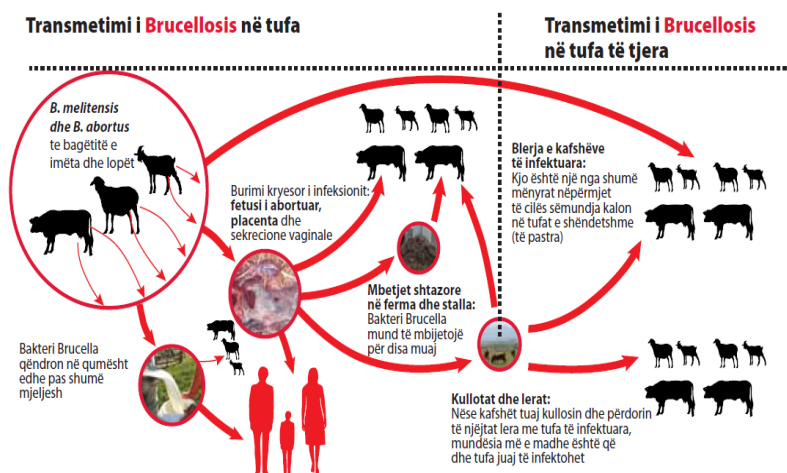 Transmetimi i Brucellosis në tufa
Transmetimi i Brucellosis
në tufa të tjera
B. melitensis
dhe B. abortus
te bagëtitë e
imëta dhe lopët
Burimi kryesor i infeksionit:
fetusi i abortuar,
placenta dhe
sekrecione vaginale
Blerja e kafshëve
të infektuara:
Kjo është një nga shumë
mënyrat nëpërmjet
të cilës sëmundja kalon
në tufat e shëndetshme
(të pastra)
Mbetjet shtazore
në ferma dhe stalla:
Bakteri Brucella
mund të mbijetojë
për disa muaj
Bakteri Brucella
qëndron në qumësht
edhe pas shumë
mjeljesh
Kullotat dhe lerat:
Nëse kafshët tuaj kullosin dhe përdorin
të njëjtat lera me tufa të infektuara,
mundësia më e madhe është që
dhe tufa juaj të infektohet